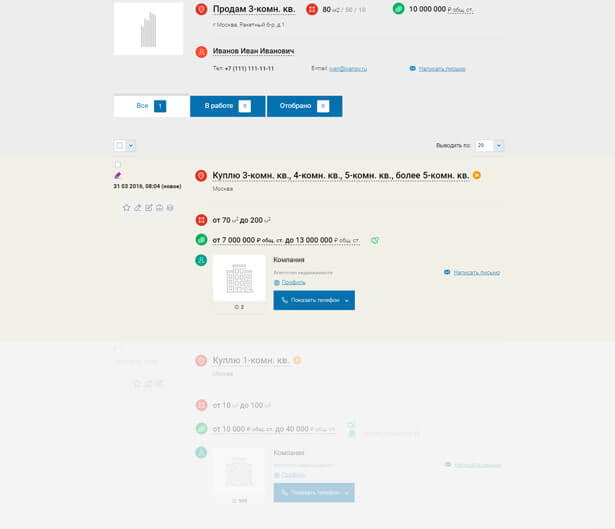 Продам 3-комн. кв.
80 м2 / 50 / 10
10 000 000 ₽ общ. ст.
г Москва, Ракетный б-р, д 1
Иванов Иван Иванович
Тел: +7 (111) 111-11-11
E-mail: ivan@ivanov.ru
Написать письмо
Все 1
В работе 0
Отобрано 0
Выводить по: 20
Куплю 3-комн. кв., 4-комн. кв., 5-комн. кв., более 5-комн. кв.
31 03 2016, 08:04 (новое)
Москва
от 70 м2 до 200 м2
от 7 000 000 ₽ общ. ст. до 13 000 000 ₽ общ. ст.
Компания
Агентство недвижимости
Написать письмо
Профиль
Показать телефон
ID: 2
Куплю 1-комн. кв.
Москва
от 10 м2 до 100 м2
от 10 000 ₽ общ. ст. до 40 000 ₽ общ. ст.
Компания
Написать письмо
Профиль
Показать телефон